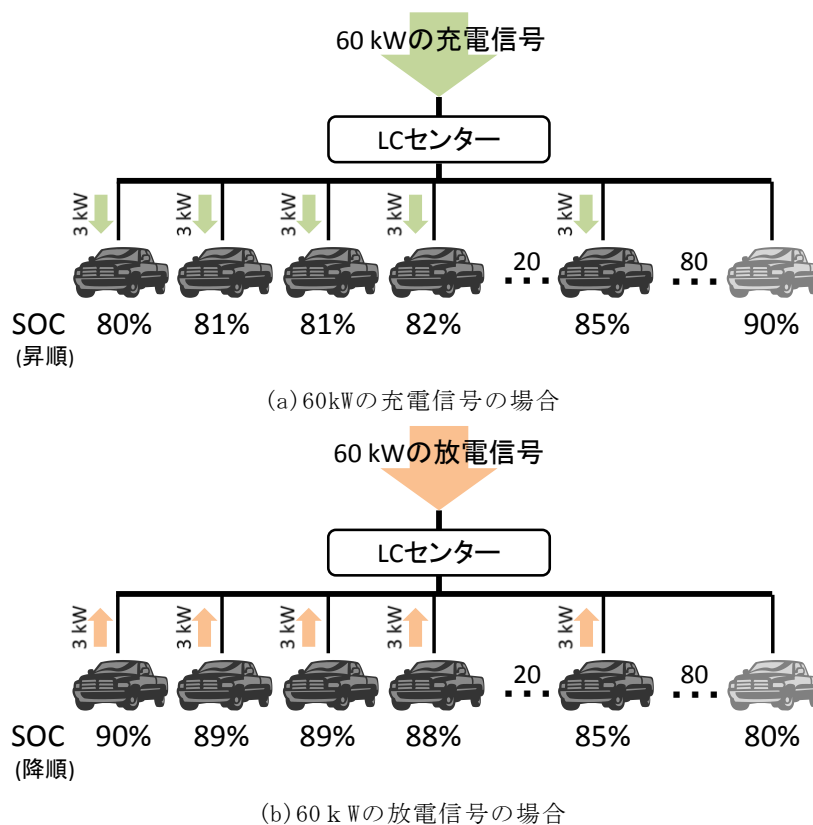 60 kWの充電信号
LCセンター
3 kW 3 kW 3 kW 3 kW 3 kW
20 80
SOC 80% 81% 81% 82% 85% 90%
(昇順)
(a)60kWの充電信号の場合
60 kWの放電信号
LCセンター
3 kW 3 kW 3 kW 3 kW 3 kW
20 80
SOC 90% 89% 89% 88% 85% 80%
(降順)
(b)60ｋWの放電信号の場合